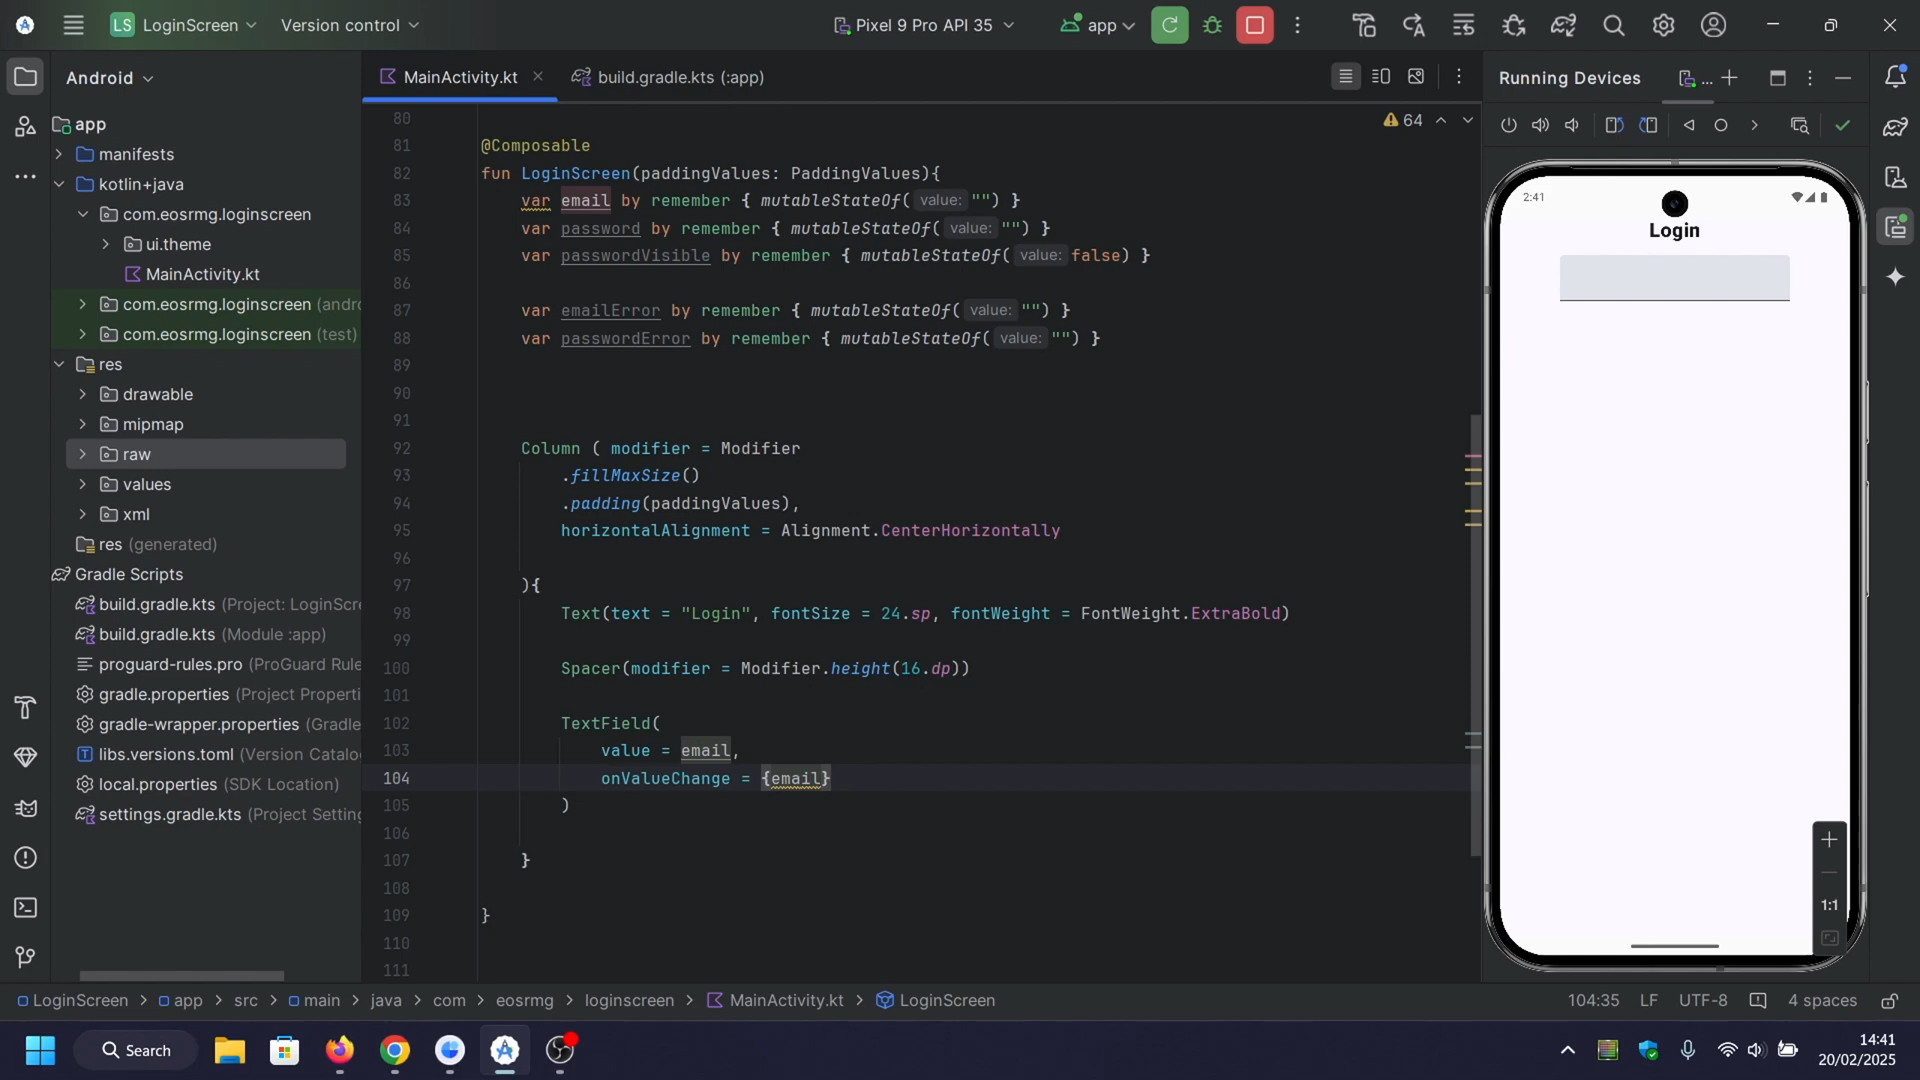 LS LoginScreen
Version control
Pixel 9 Pro API 35
app
Android
MainActivity.kt
build.gradle.kts (:app)
Running Devices
...
app
manifests
kotlin+java
com.eosrmg.loginscreen
ui.theme
MainActivity.kt
com.eosrmg.loginscreen (andro
com.eosrmg.loginscreen (test)
res
drawable
mipmap
raw
values
xml
res (generated)
Gradle Scripts
build.gradle.kts (Project: LoginScre
build.gradle.kts (Module :app)
proguard-rules.pro (ProGuard Rule
gradle.properties (Project Properti
gradle-wrapper.properties (Gradle
libs.versions.toml (Version Catalo
local.properties (SDK Location)
settings.gradle.kts (Project Setting
64
80
81 @Composable
82 fun LoginScreen(paddingValues: PaddingValues){
83 var email by remember { mutableStateOf( value: "") }
84 var password by remember { mutableStateOf( value: "") }
85 var passwordVisible by remember { mutableStateOf( value: false) }
86
87 var emailError by remember { mutableStateOf( value: "") }
88 var passwordError by remember { mutableStateOf( value: "") }
89
90
91
92 Column ( modifier = Modifier
93 .fillMaxSize()
94 .padding(paddingValues),
95 horizontalAlignment = Alignment.CenterHorizontally
96
97 ){
98 Text(text = "Login", fontSize = 24.sp, fontWeight = FontWeight.ExtraBold)
99
100 Spacer(modifier = Modifier.height(16.dp))
101
102 TextField(
103 value = email,
104 onValueChange = {email}
105 )
106
107 }
108
109 }
110
111
2:41
Login
1:1
LoginScreen > app > src > main > java > com > eosrmg > loginscreen > MainActivity.kt > LoginScreen
104:35 LF UTF-8 4 spaces
Search
14:41
20/02/2025